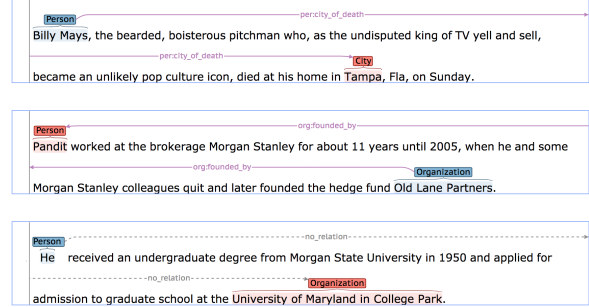 Person per:city_of_death
Billy Mays, the bearded, boisterous pitchman who, as the undisputed king of TV yell and sell,
per:city_of_death City
became an unlikely pop culture icon, died at his home in Tampa, Fla, on Sunday.
Person org:founded_by
Pandit worked at the brokerage Morgan Stanley for about 11 years until 2005, when he and some
org:founded_by Organization
Morgan Stanley colleagues quit and later founded the hedge fund Old Lane Partners.
Person no_relation
He received an undergraduate degree from Morgan State University in 1950 and applied for
no_relation Organization
admission to graduate school at the University of Maryland in College Park.